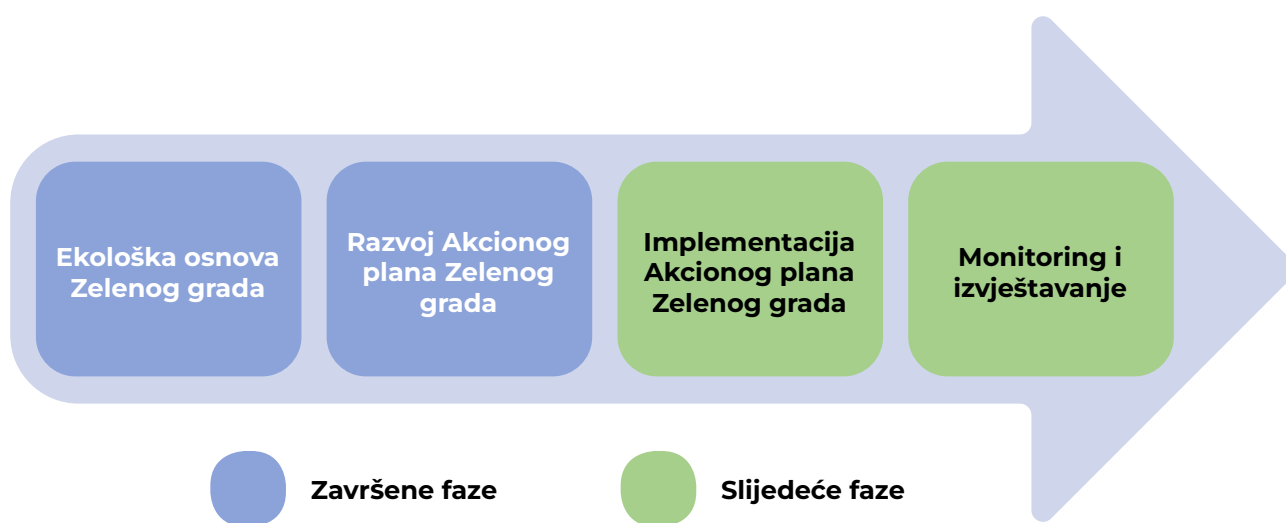 Ekološka osnova
Zelenog grada
Razvoj Akcionog
plana Zelenog
grada
Implementacija
Akcionog plana
Zelenog grada
Monitoring i
izvještavanje
Završene faze
Slijedeće faze